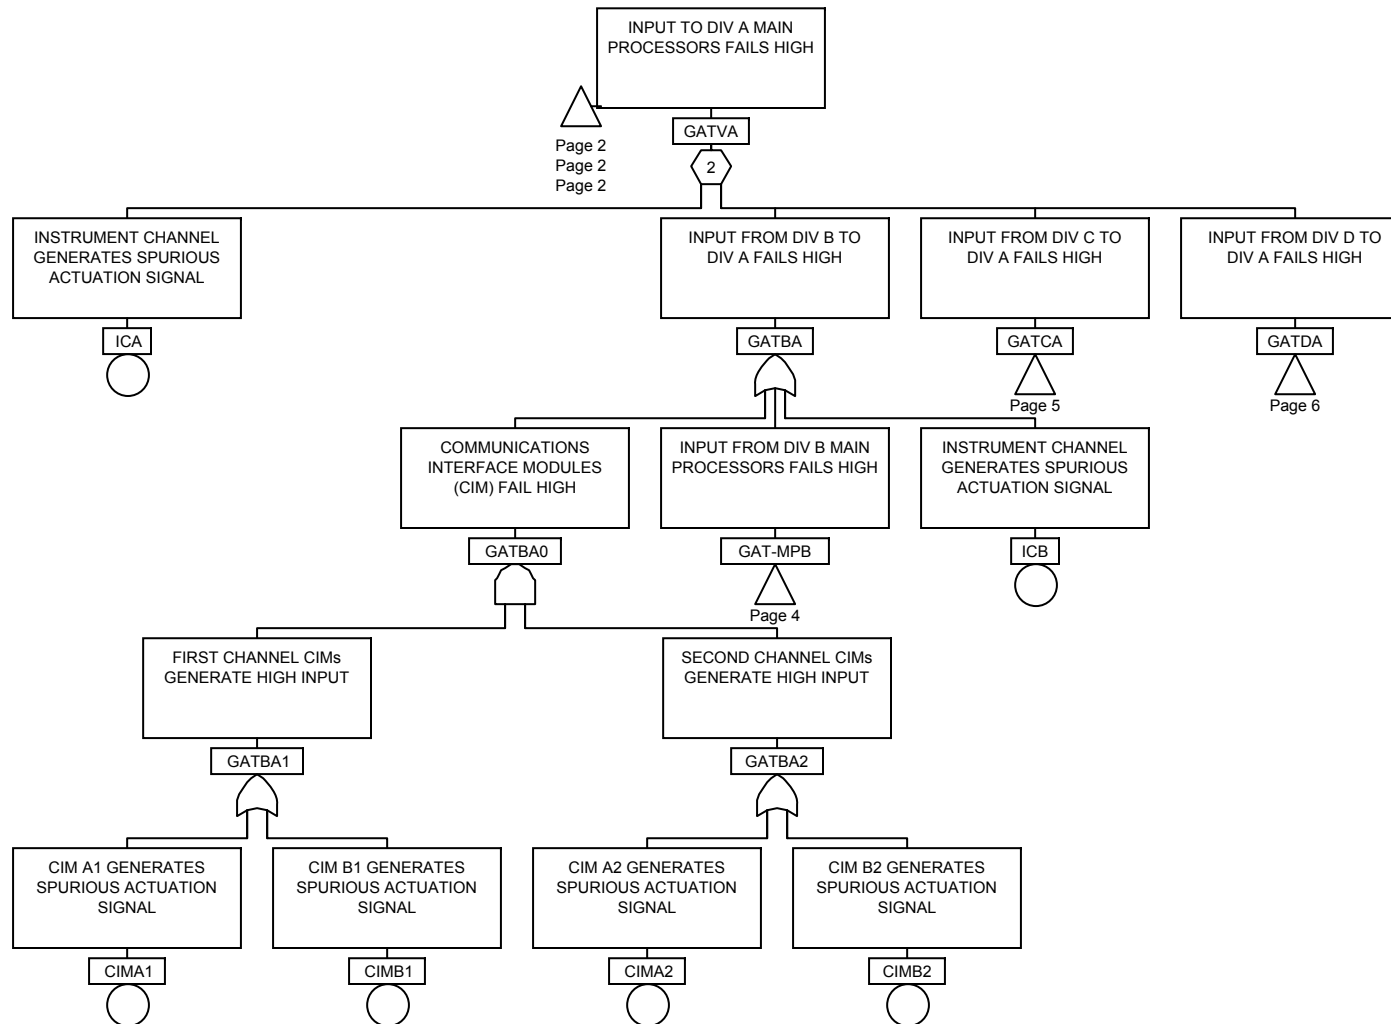 INPUT TO DIV A MAIN
PROCESSORS FAILS HIGH
GATVA
Page 2
Page 2
Page 2
2
INSTRUMENT CHANNEL
GENERATES SPURIOUS
ACTUATION SIGNAL
ICA
INPUT FROM DIV B TO
DIV A FAILS HIGH
GATBA
INPUT FROM DIV C TO
DIV A FAILS HIGH
GATCA
Page 5
INPUT FROM DIV D TO
DIV A FAILS HIGH
GATDA
Page 6
COMMUNICATIONS
INTERFACE MODULES
(CIM) FAIL HIGH
GATBA0
INPUT FROM DIV B MAIN
PROCESSORS FAILS HIGH
GAT-MPB
Page 4
INSTRUMENT CHANNEL
GENERATES SPURIOUS
ACTUATION SIGNAL
ICB
FIRST CHANNEL CIMs
GENERATE HIGH INPUT
GATBA1
SECOND CHANNEL CIMs
GENERATE HIGH INPUT
GATBA2
CIM A1 GENERATES
SPURIOUS ACTUATION
SIGNAL
CIMA1
CIM B1 GENERATES
SPURIOUS ACTUATION
SIGNAL
CIMB1
CIM A2 GENERATES
SPURIOUS ACTUATION
SIGNAL
CIMA2
CIM B2 GENERATES
SPURIOUS ACTUATION
SIGNAL
CIMB2